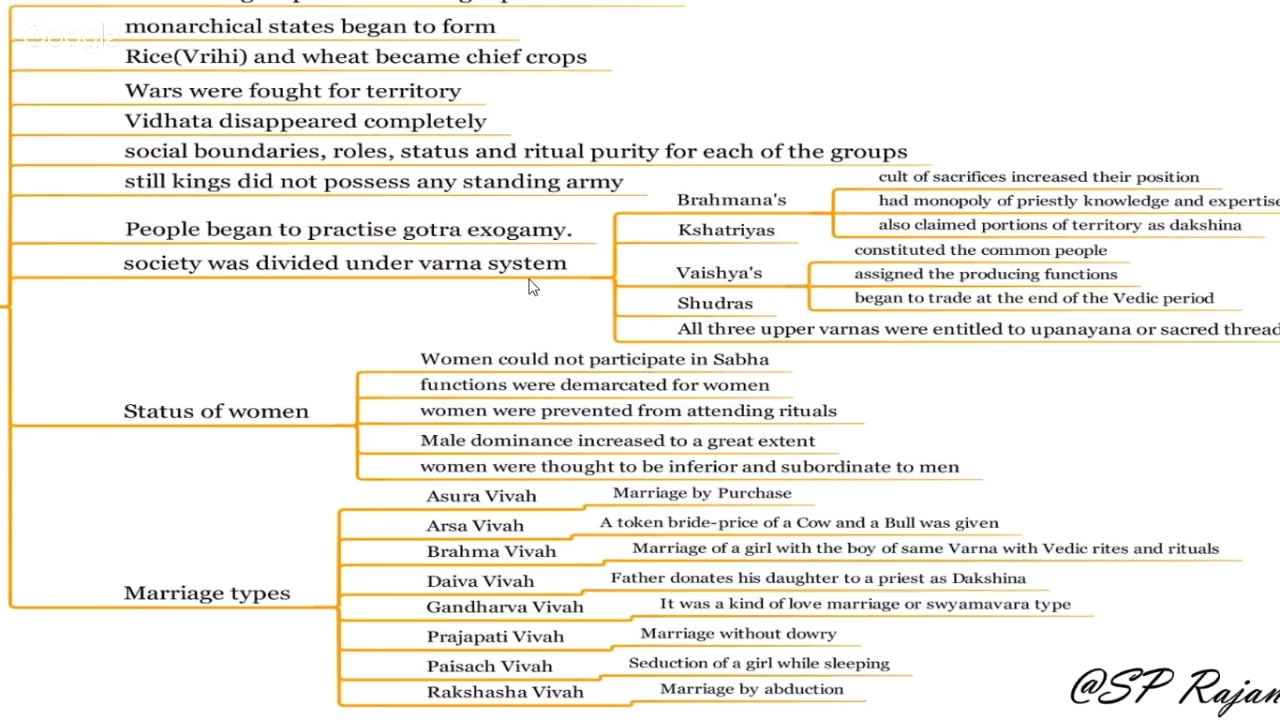 monarchical states began to form
Rice(Vrihi) and wheat became chief crops
Wars were fought for territory
Vidhata disappeared completely
social boundaries, roles, status and ritual purity for each of the groups
still kings did not possess any standing army
People began to practise gotra exogamy.
society was divided under varna system
Brahmana's
cult of sacrifices increased their position
had monopoly of priestly knowledge and expertise
also claimed portions of territory as dakshina
Kshatriyas
Vaishya's
constituted the common people
assigned the producing functions
began to trade at the end of the Vedic period
Shudras
All three upper varnas were entitled to upanayana or sacred thread
Status of women
Women could not participate in Sabha
functions were demarcated for women
women were prevented from attending rituals
Male dominance increased to a great extent
women were thought to be inferior and subordinate to men
Marriage types
Asura Vivah
Marriage by Purchase
Arsa Vivah
A token bride-price of a Cow and a Bull was given
Brahma Vivah
Marriage of a girl with the boy of same Varna with Vedic rites and rituals
Daiva Vivah
Father donates his daughter to a priest as Dakshina
Gandharva Vivah
It was a kind of love marriage or swyamavara type
Prajapati Vivah
Marriage without dowry
Paisach Vivah
Seduction of a girl while sleeping
Rakshasha Vivah
Marriage by abduction
@SP Rajan